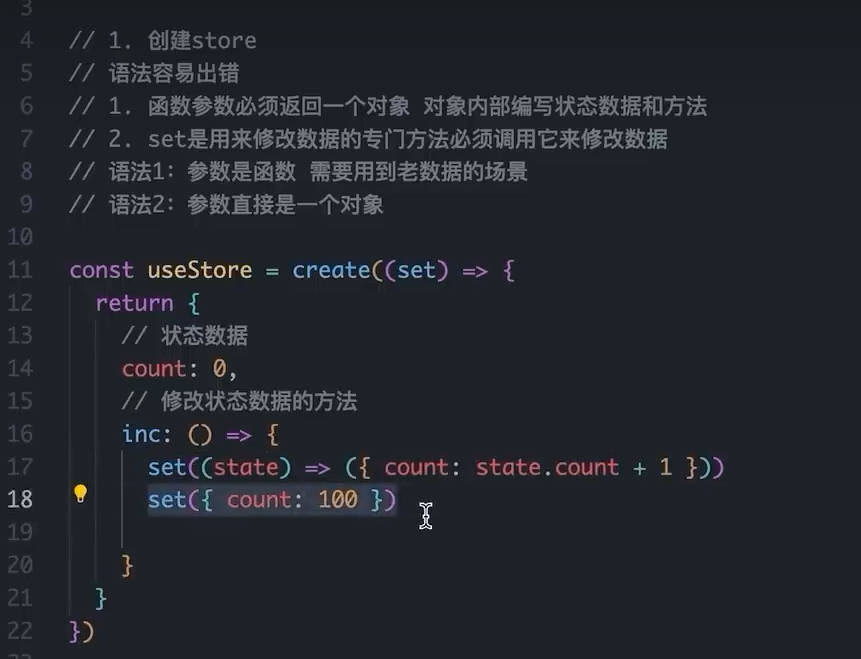 3
4 // 1. 创建store
5 // 语法容易出错
6 // 1. 函数参数必须返回一个对象 对象内部编写状态数据和方法
7 // 2. set是用来修改数据的专门方法必须调用它来修改数据
8 // 语法1: 参数是函数 需要用到老数据的场景
9 // 语法2: 参数直接是一个对象
10
11 const useStore = create((set) => {
12 return {
13 // 状态数据
14 count: 0,
15 // 修改状态数据的方法
16 inc: () => {
17 set((state) => ({ count: state.count + 1 }))
18 set({ count: 100 })
19
20 }
21 }
22 })